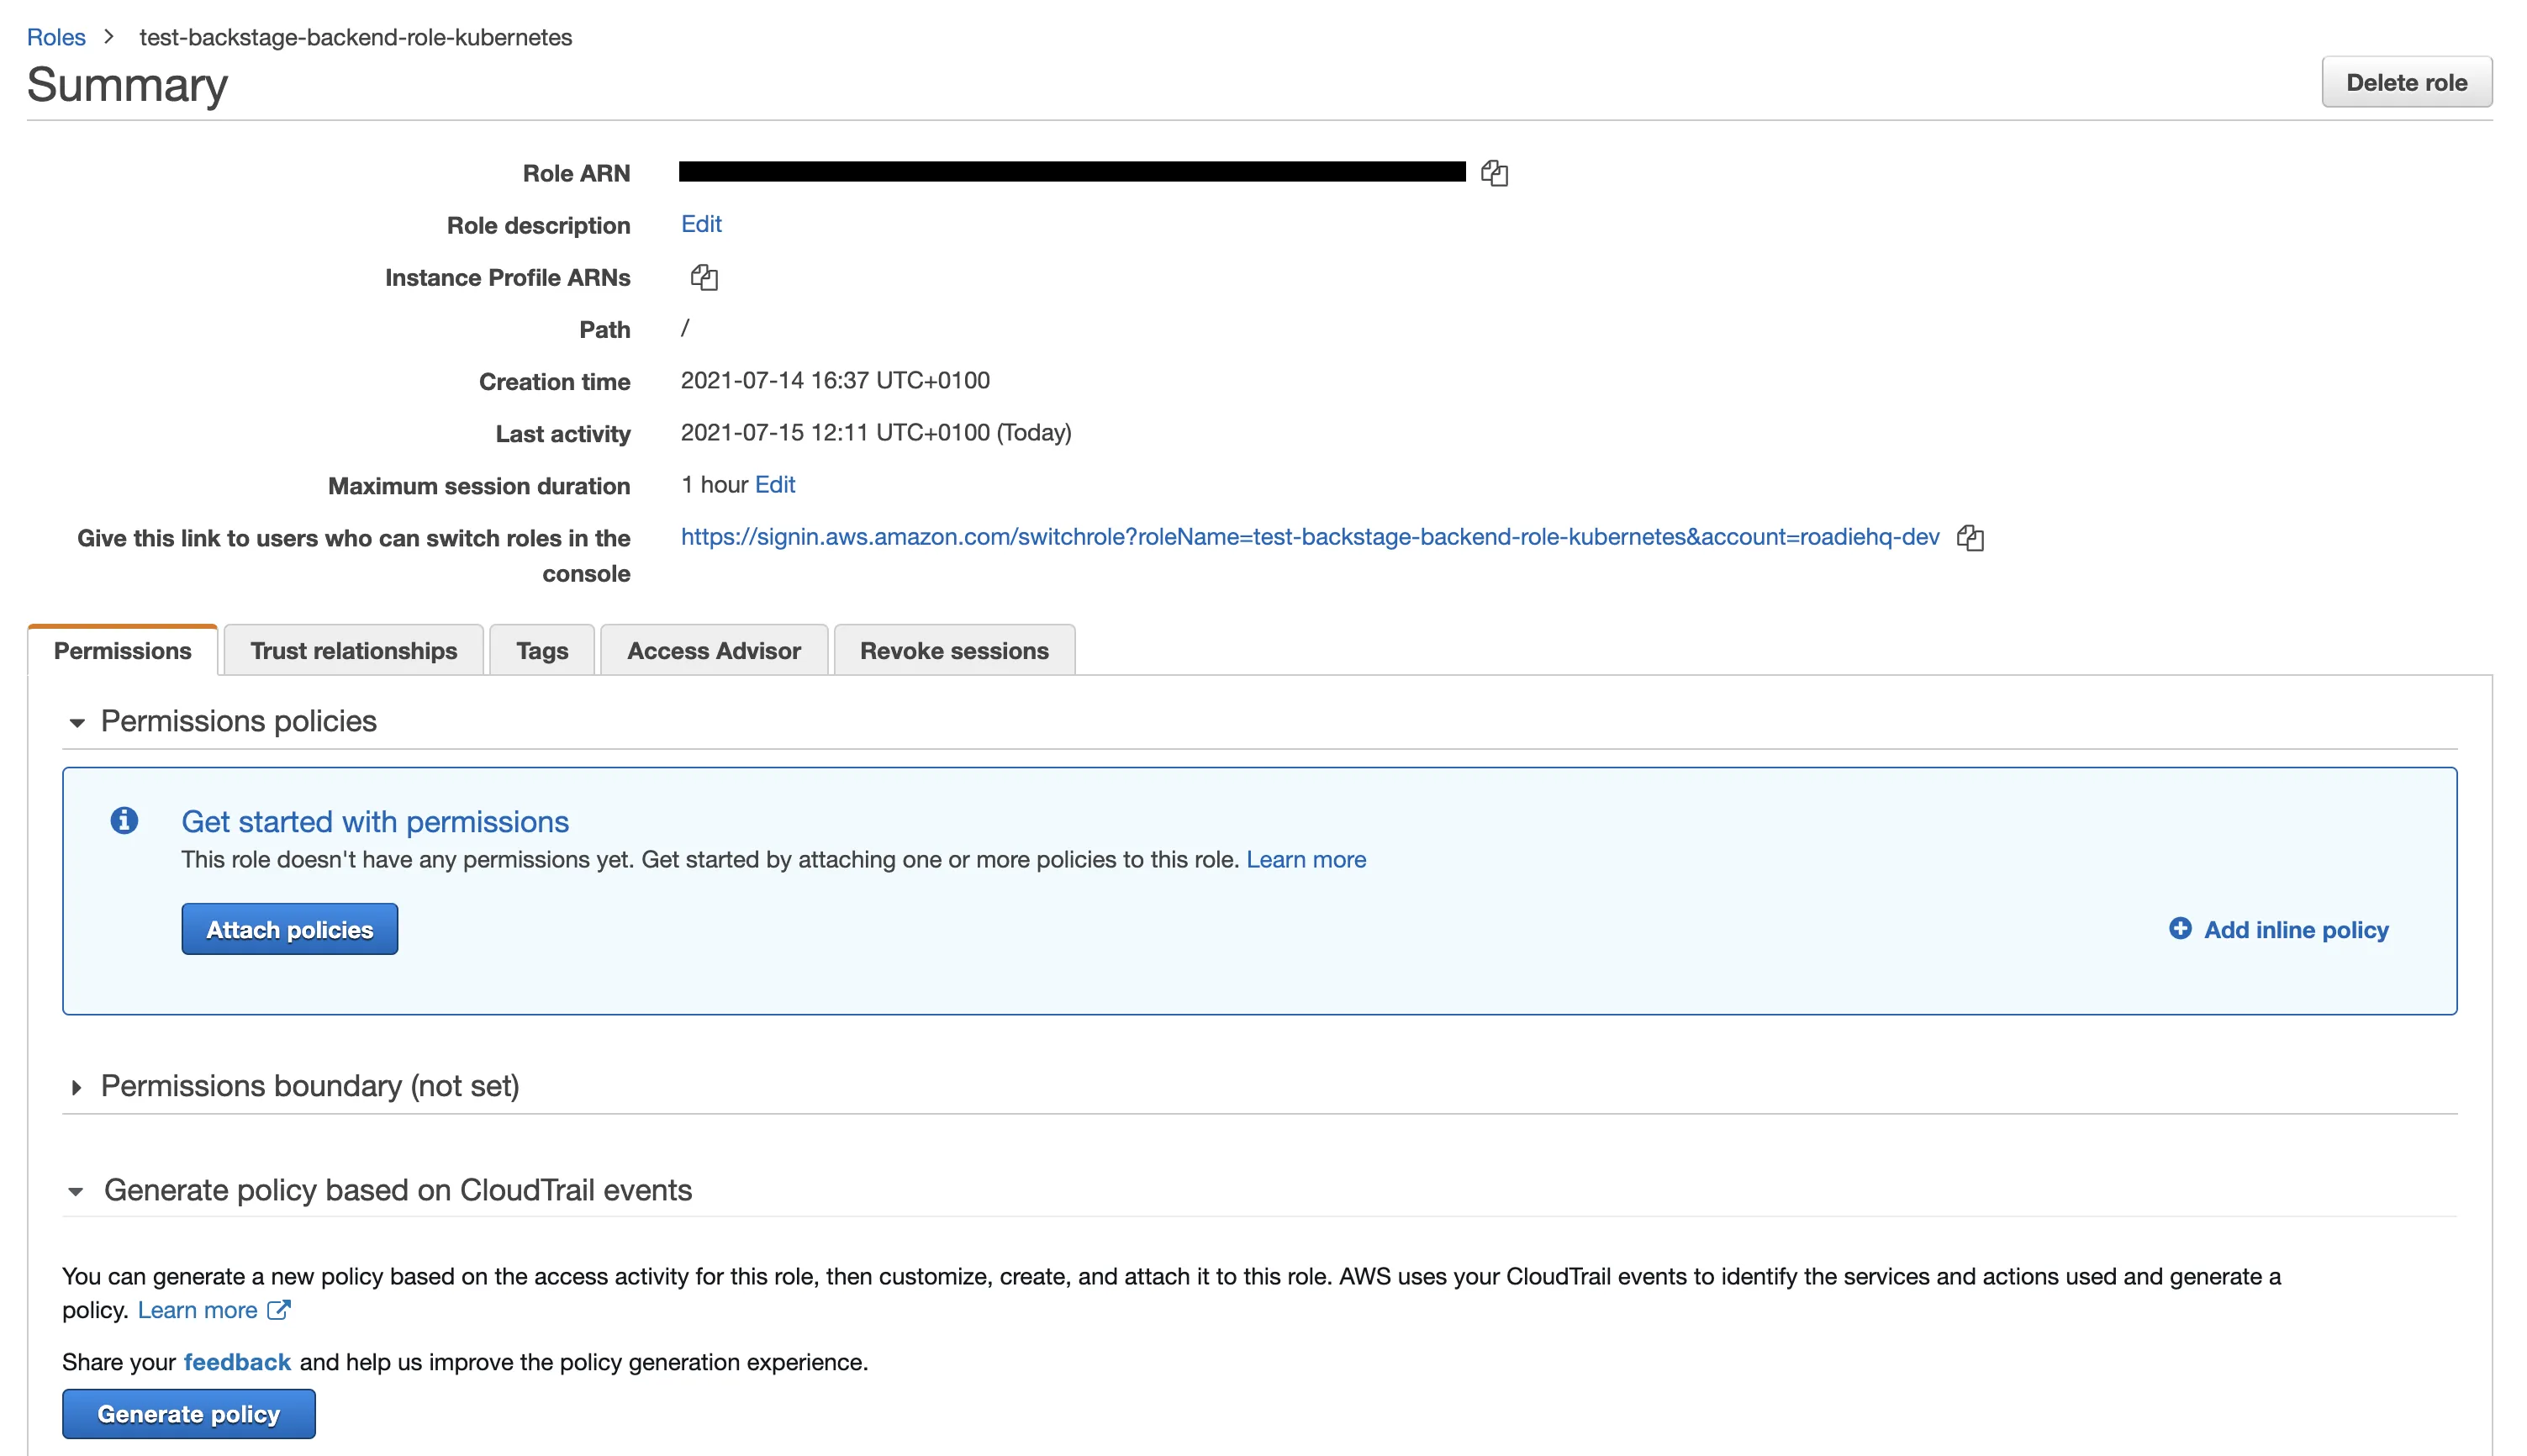 Roles > test-backstage-backend-role-kubernetes
Summary
Delete role
Role ARN
Role description Edit
Instance Profile ARNs
Path /
Creation time 2021-07-14 16:37 UTC+0100
Last activity 2021-07-15 12:11 UTC+0100 (Today)
Maximum session duration 1 hour Edit
Give this link to users who can switch roles in the https://signin.aws.amazon.com/switchrole?roleName=test-backstage-backend-role-kubernetes&account=roadiehq-dev
console
Permissions Trust relationships Tags Access Advisor Revoke sessions
Permissions policies
Get started with permissions
This role doesn't have any permissions yet. Get started by attaching one or more policies to this role. Learn more
Attach policies Add inline policy
Permissions boundary (not set)
Generate policy based on CloudTrail events
You can generate a new policy based on the access activity for this role, then customize, create, and attach it to this role. AWS uses your CloudTrail events to identify the services and actions used and generate a
policy. Learn more
Share your feedback and help us improve the policy generation experience.
Generate policy